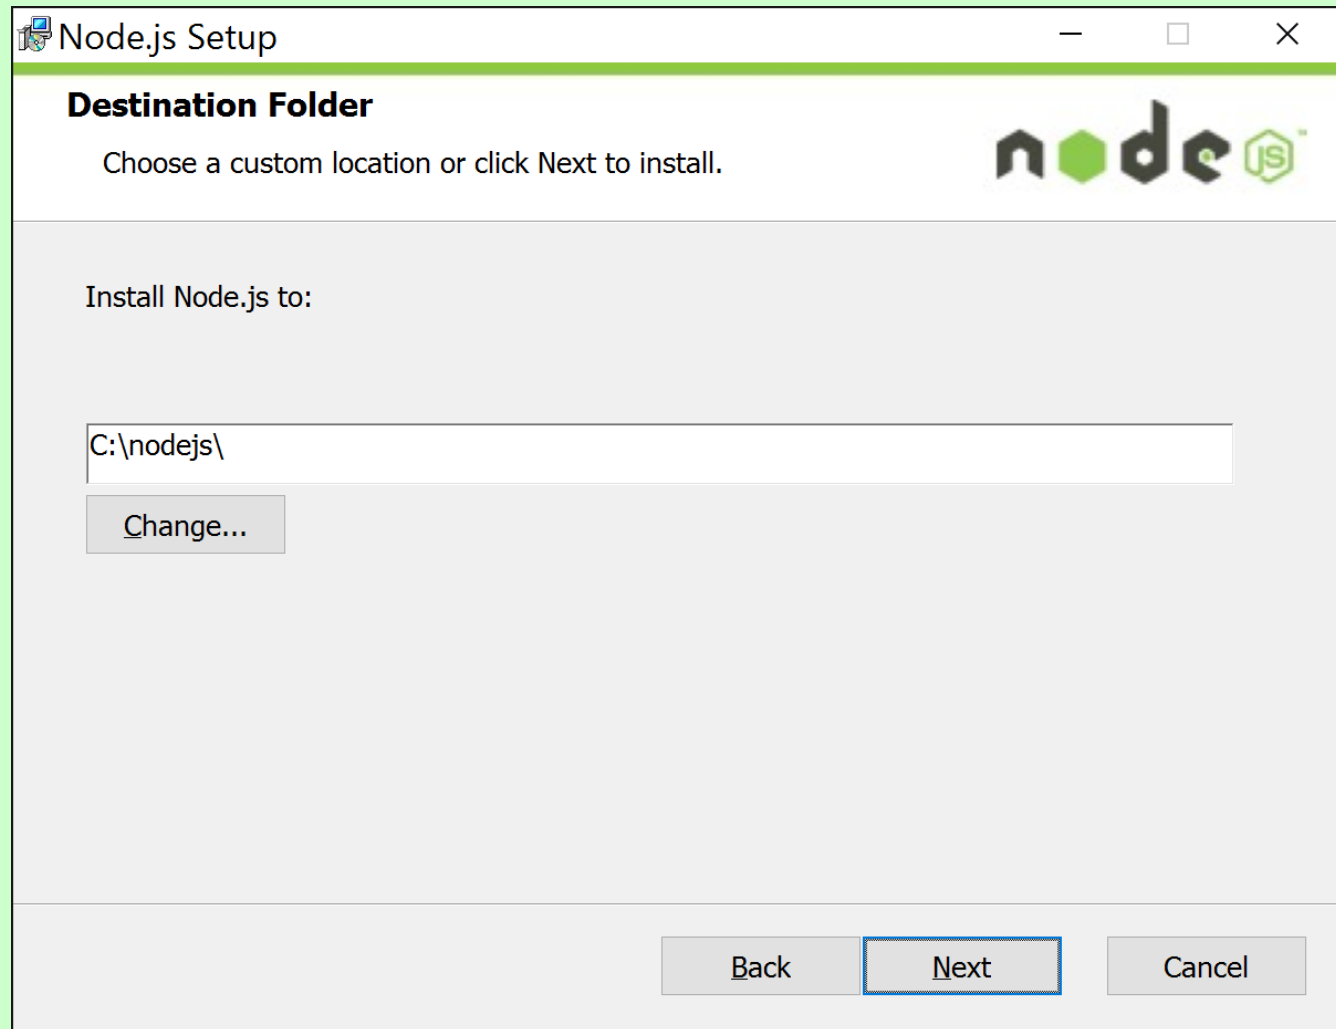 Node.js Setup
Destination Folder
Choose a custom location or click Next to install.
node JS™
Install Node.js to:
C:\nodejs\
Change...
Back
Next
Cancel